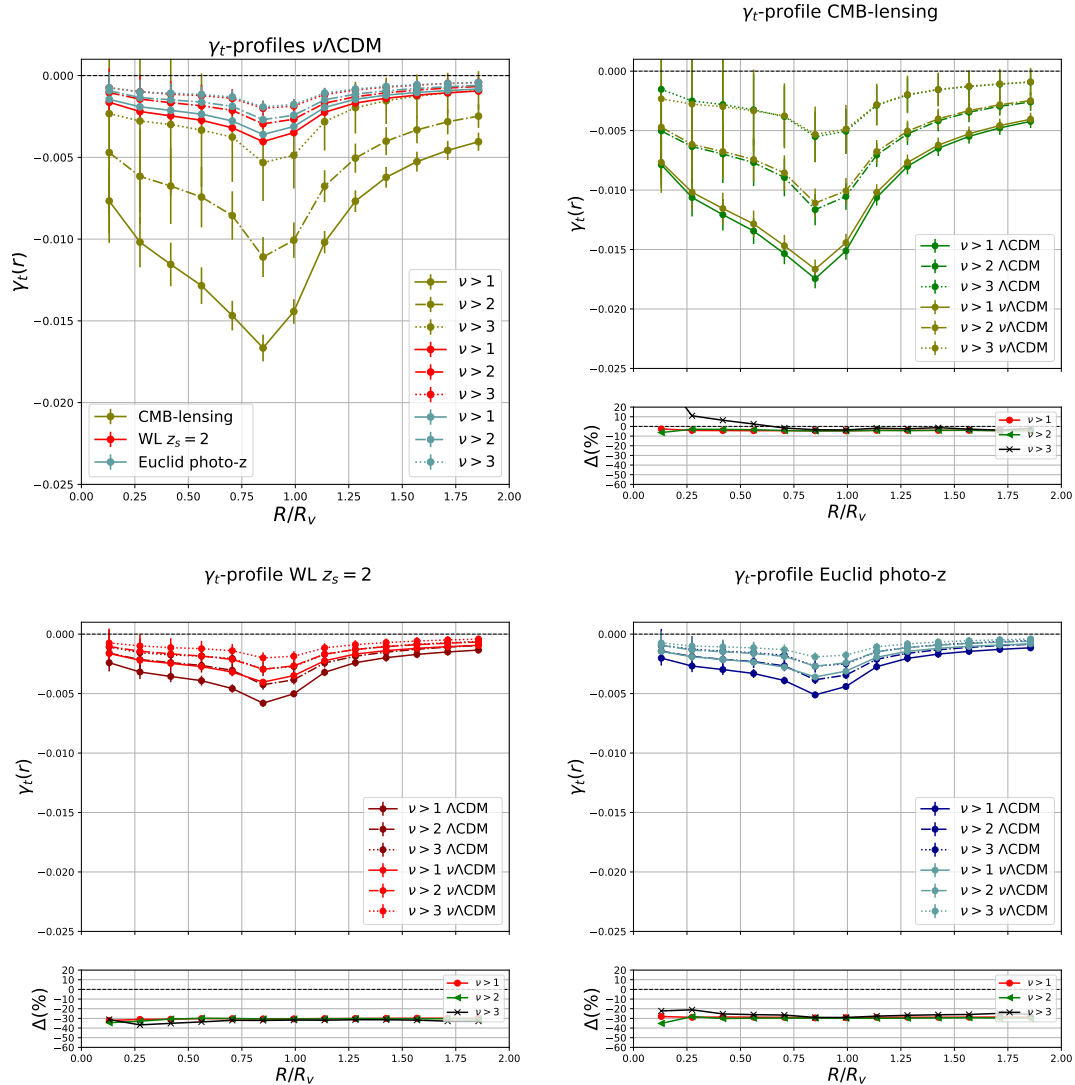 γt-profiles νΛCDM
0.000
−0.005
−0.010
−0.015
−0.020
−0.025
γt(r)
0.00 0.25 0.50 0.75 1.00 1.25 1.50 1.75 2.00
R/Rv
CMB-lensing
WL zs = 2
Euclid photo-z
ν > 1
ν > 2
ν > 3
ν > 1
ν > 2
ν > 3
ν > 1
ν > 2
ν > 3
γt-profile CMB-lensing
0.000
−0.005
−0.010
−0.015
−0.020
−0.025
γt(r)
ν > 1 ΛCDM
ν > 2 ΛCDM
ν > 3 ΛCDM
ν > 1 νΛCDM
ν > 2 νΛCDM
ν > 3 νΛCDM
20
10
0
−10
−20
−30
−40
−50
−60
Δ(%)
ν > 1
ν > 2
ν > 3
0.00 0.25 0.50 0.75 1.00 1.25 1.50 1.75 2.00
R/Rv
γt-profile WL zs = 2
0.000
−0.005
−0.010
−0.015
−0.020
−0.025
γt(r)
ν > 1 ΛCDM
ν > 2 ΛCDM
ν > 3 ΛCDM
ν > 1 νΛCDM
ν > 2 νΛCDM
ν > 3 νΛCDM
20
10
0
−10
−20
−30
−40
−50
−60
Δ(%)
ν > 1
ν > 2
ν > 3
0.00 0.25 0.50 0.75 1.00 1.25 1.50 1.75 2.00
R/Rv
γt-profile Euclid photo-z
0.000
−0.005
−0.010
−0.015
−0.020
−0.025
γt(r)
ν > 1 ΛCDM
ν > 2 ΛCDM
ν > 3 ΛCDM
ν > 1 νΛCDM
ν > 2 νΛCDM
ν > 3 νΛCDM
20
10
0
−10
−20
−30
−40
−50
−60
Δ(%)
ν > 1
ν > 2
ν > 3
0.00 0.25 0.50 0.75 1.00 1.25 1.50 1.75 2.00
R/Rv